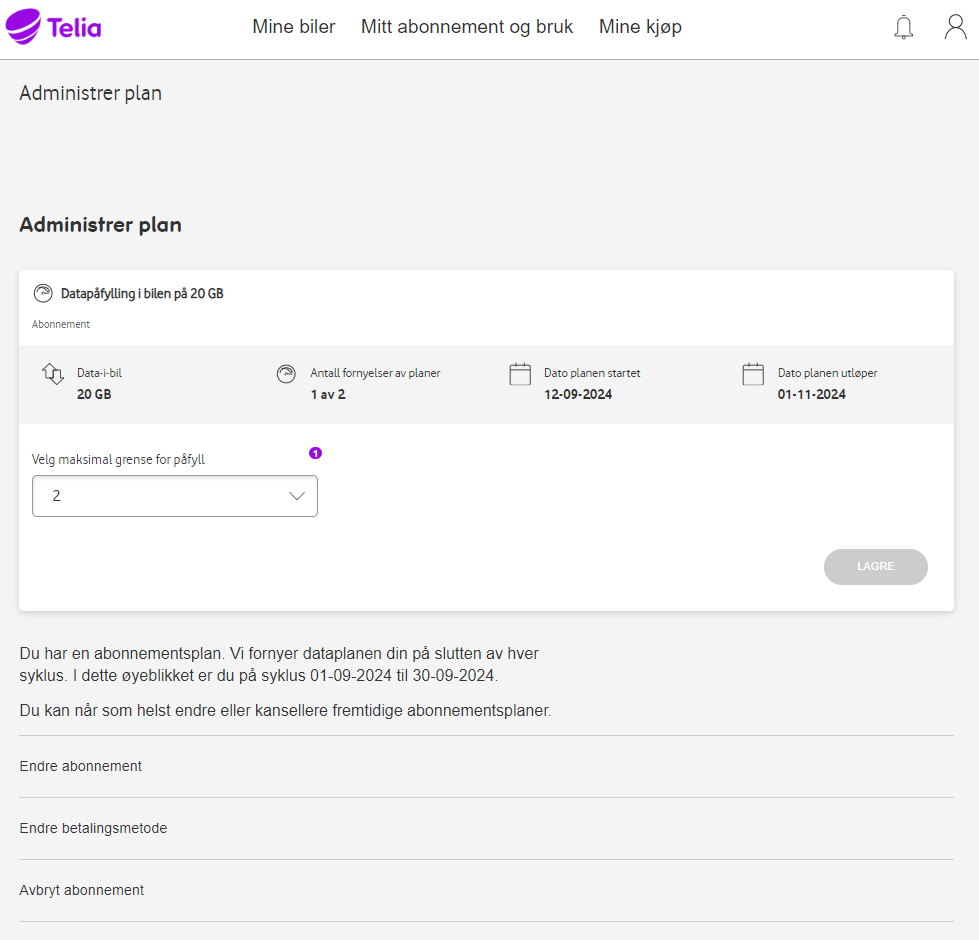 Telia
Mine biler
Mitt abonnement og bruk
Mine kjøp
Administrer plan
Administrer plan
Datapåfylling i bilen på 20 GB
Abonnement
Data-i-bil
20 GB
Antall fornyelser av planer
1 av 2
Dato planen startet
12-09-2024
Dato planen utløper
01-11-2024
Velg maksimal grense for påfyll
1
2
LAGRE
Du har en abonnementsplan. Vi fornyer dataplanen din på slutten av hver
syklus. I dette øyeblikket er du på syklus 01-09-2024 til 30-09-2024.
Du kan når som helst endre eller kansellere fremtidige abonnementsplaner.
Endre abonnement
Endre betalingsmetode
Avbryt abonnement